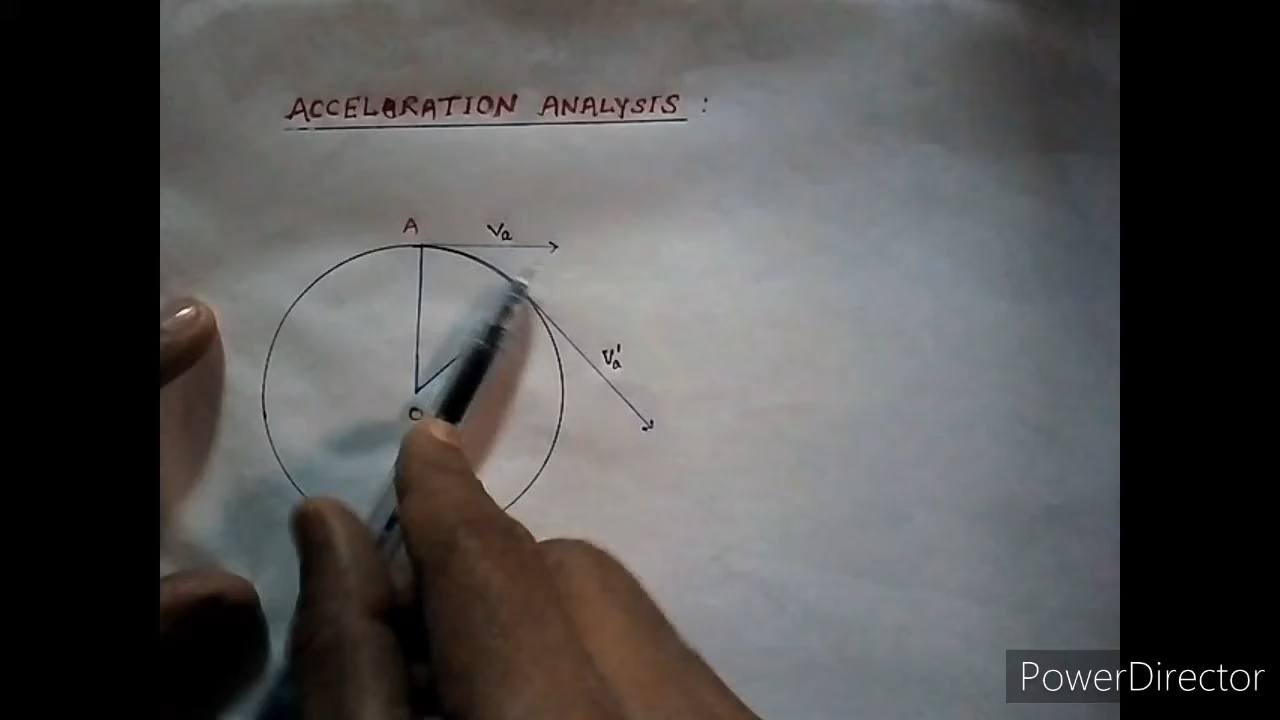 ACCELERATION ANALYSIS :
A
Va
Va'
O
PowerDirector